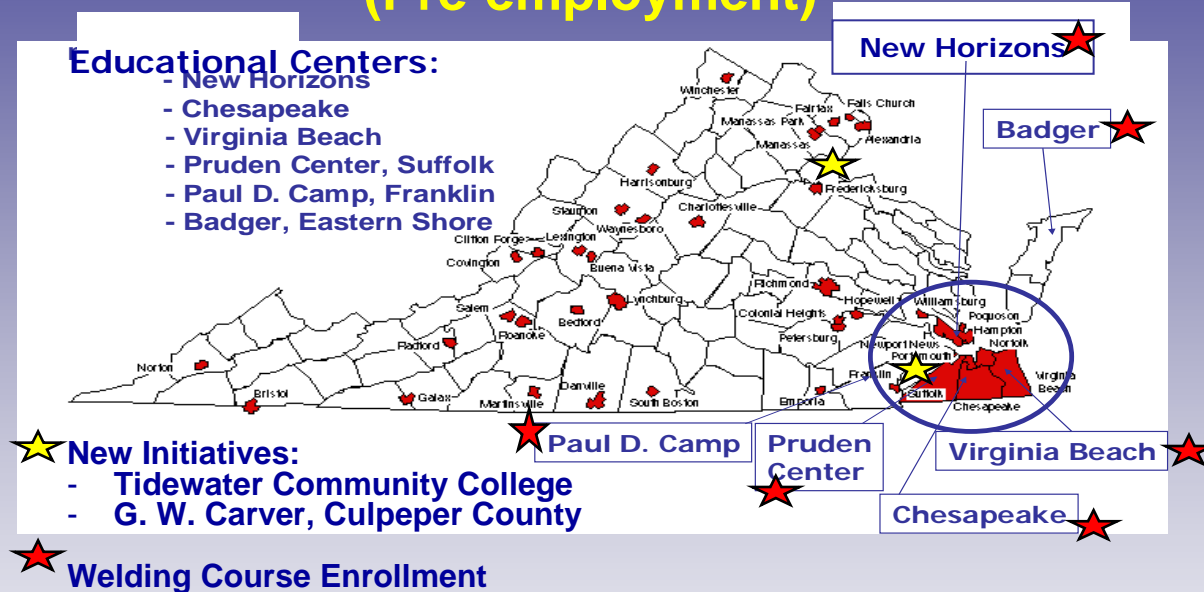 (Pre-employment)
Educational Centers:
- New Horizons
- Chesapeake
- Virginia Beach
- Pruden Center, Suffolk
- Paul D. Camp, Franklin
- Badger, Eastern Shore
New Horizons
Badger
Winchester
Fairfax
Falls Church
Manassas Park
Manassas
Alexandria
Fredericksburg
Harrisonburg
Staunton
Waynesboro
Charlottesville
Clifton Forge
Lexington
Covington
Buena Vista
Richmond
Hopewell
Williamsburg
Lynchburg
Colonial Heights
Poquoson
Hampton
Salem
Bedford
Roanoke
Petersburg
Newport News
Norfolk
Radford
Portsmouth
Norton
Franklin
Virginia
Beach
Bristol
Galax
Martinsville
Danville
South Boston
Emporia
Suffolk
Chesapeake
Paul D. Camp
Pruden
Center
Virginia Beach
Chesapeake
New Initiatives:
- Tidewater Community College
- G. W. Carver, Culpeper County
Welding Course Enrollment